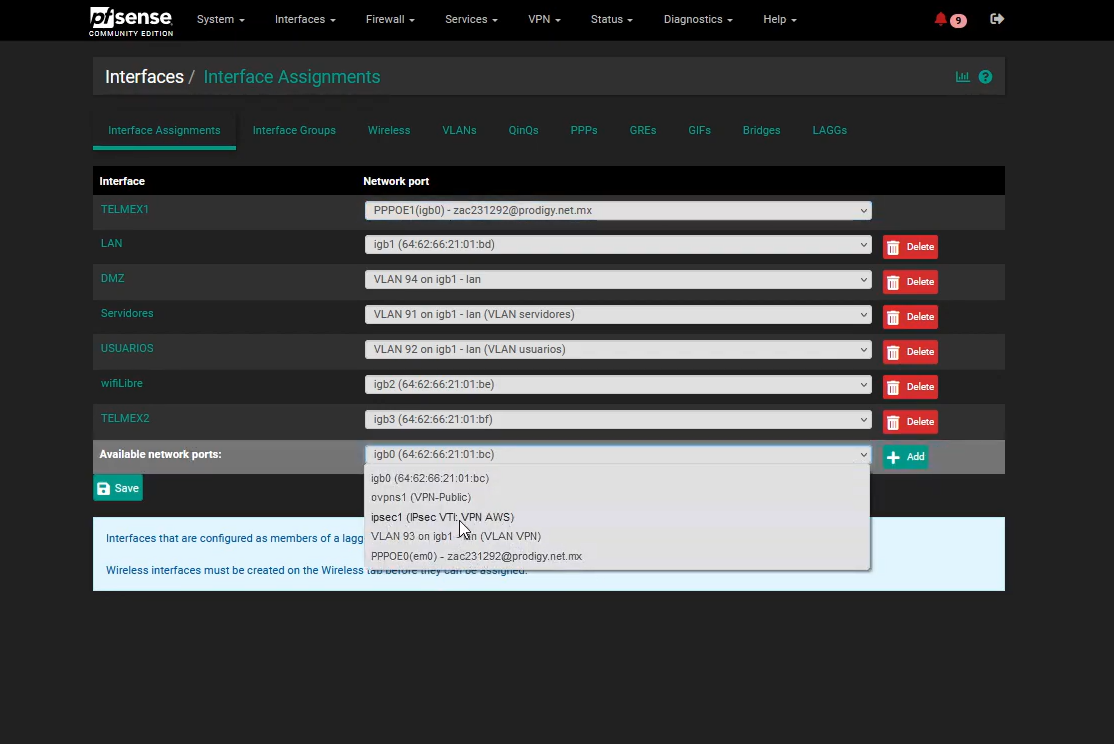 pfsense
COMMUNITY EDITION
System
Interfaces
Firewall
Services
VPN
Status
Diagnostics
Help
9
Interfaces / Interface Assignments
Interface Assignments
Interface Groups
Wireless
VLANs
QinQs
PPPs
GREs
GIFs
Bridges
LAGGs
Interface
Network port
TELMEX1
PPPOE1(igb0) - zac231292@prodigy.net.mx
LAN
igb1 (64:62:66:21:01:bd)
Delete
DMZ
VLAN 94 on igb1 - lan
Delete
Servidores
VLAN 91 on igb1 - lan (VLAN servidores)
Delete
USUARIOS
VLAN 92 on igb1 - lan (VLAN usuarios)
Delete
wifiLibre
igb2 (64:62:66:21:01:be)
Delete
TELMEX2
igb3 (64:62:66:21:01:bf)
Delete
Available network ports:
igb0 (64:62:66:21:01:bc)
Add
igb0 (64:62:66:21:01:bc)
ovpns1 (VPN-Public)
ipsec1 (IPsec VTI: VPN AWS)
VLAN 93 on igb1 - lan (VLAN VPN)
PPPOE0(em0) - zac231292@prodigy.net.mx
Save
Interfaces that are configured as members of a lagg
Wireless interfaces must be created on the Wireless tab before they can be assigned.